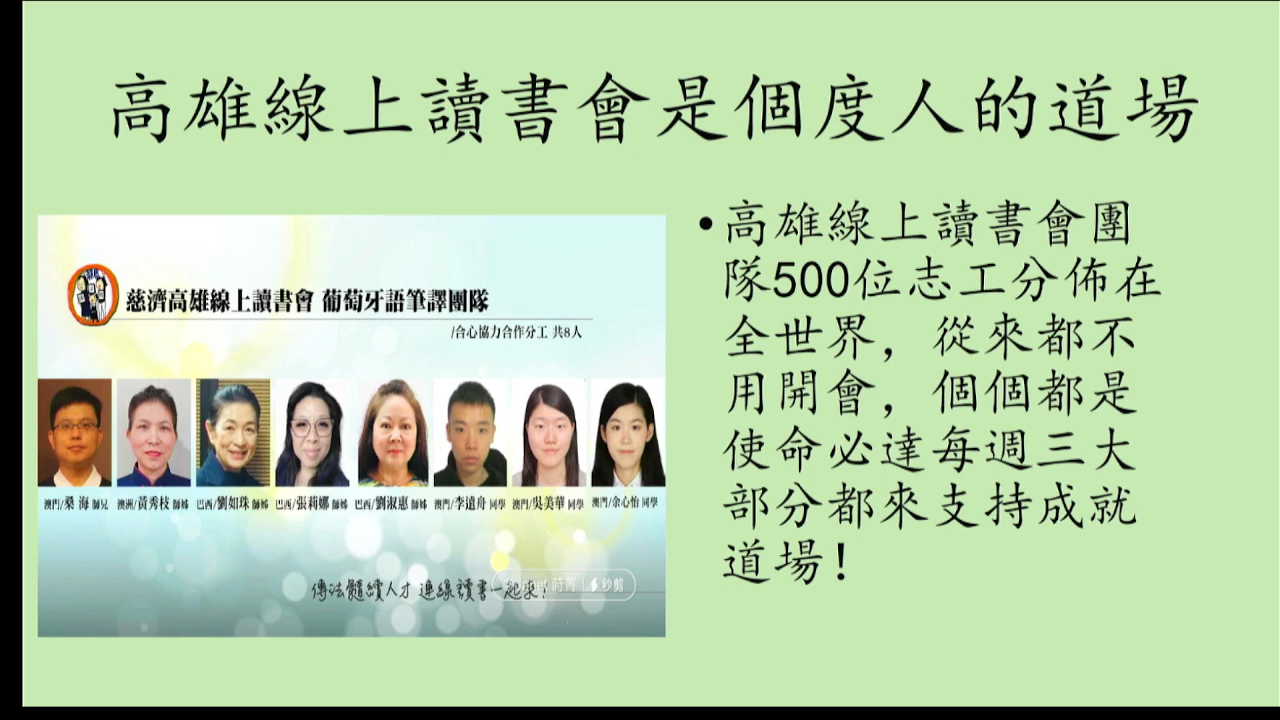 高雄線上讀書會是個度人的道場
慈濟高雄線上讀書會 葡萄牙語筆譯團隊
/合心協力合作分工 共8人
澳門/桑 海 師兄
澳洲/黃秀枝 師姊
巴西/劉如珠 師姊
巴西/張莉娜 師姊
巴西/劉淑惠 師姊
澳門/李遠舟 同學
澳門/吳美華 同學
澳門/余心怡 同學
傳法髓續人才 連線讀書一起來!
秒剪
•高雄線上讀書會團
隊500位志工分佈在
全世界，從來都不
用開會，個個都是
使命必達每週三大
部分都來支持成就
道場!